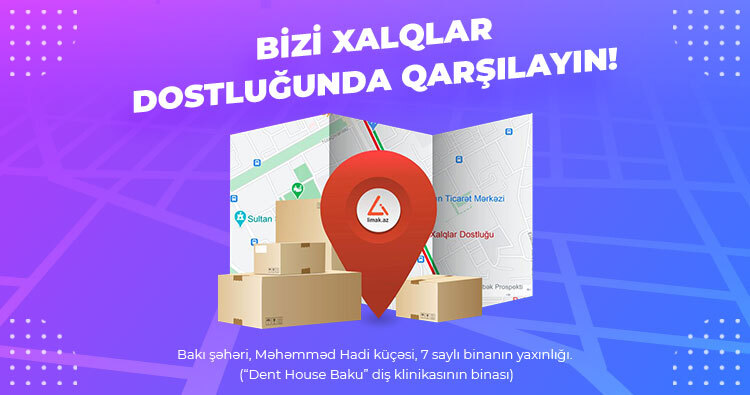 BİZİ XALQLAR
DOSTLUĞUNDA QARŞILAYIN!
Sultan
limak.az
Ticarət Mərkəzi
Xalqlar Dostluğu
Prospekti
Bakı şəhəri, Məhəmməd Hadi küçəsi, 7 saylı binanın yaxınlığı.
("Dent House Baku" diş klinikasının binası)